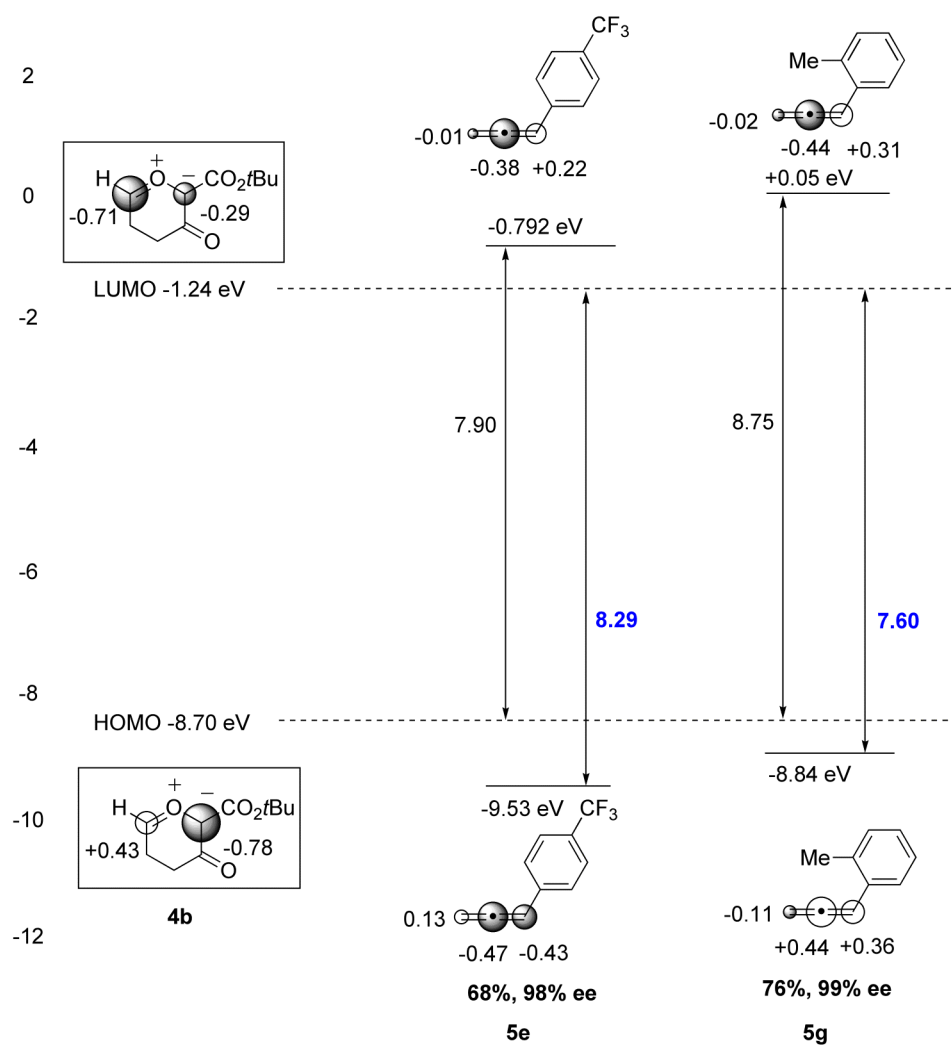 CF3
2
Me
-0.01
-0.02
-0.38 +0.22
-0.44 +0.31
+0.05 eV
0
+
H O – CO2tBu
-0.71 -0.29
O
-0.792 eV
LUMO -1.24 eV
-2
7.90
8.75
-4
-6
8.29
7.60
-8
HOMO -8.70 eV
-8.84 eV
+
H O – CO2tBu
+0.43 -0.78
O
-10
-9.53 eV CF3
Me
4b
0.13
-0.11
-12
-0.47 -0.43
+0.44 +0.36
68%, 98% ee
76%, 99% ee
5e
5g